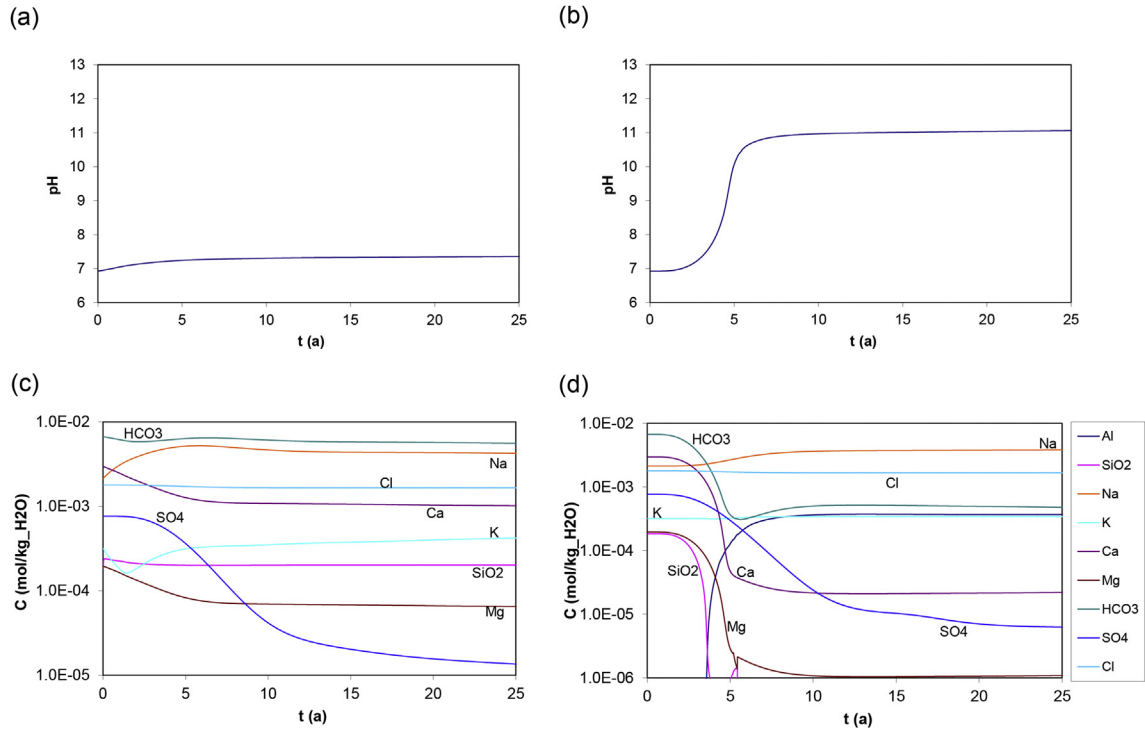 (a)
(b)
13
12
11
10
9
8
7
6
pH
0 5 10 15 20 25
t (a)
13
12
11
10
9
8
7
6
pH
0 5 10 15 20 25
t (a)
(c)
(d)
1.0E-02
1.0E-03
1.0E-04
1.0E-05
C (mol/kg_H2O)
HCO3
Na
Cl
Ca
SO4
K
SiO2
Mg
0 5 10 15 20 25
t (a)
1.0E-02
1.0E-03
1.0E-04
1.0E-05
1.0E-06
C (mol/kg_H2O)
HCO3
Na
Cl
K
SiO2
Ca
Mg
SO4
0 5 10 15 20 25
t (a)
Al
SiO2
Na
K
Ca
Mg
HCO3
SO4
Cl